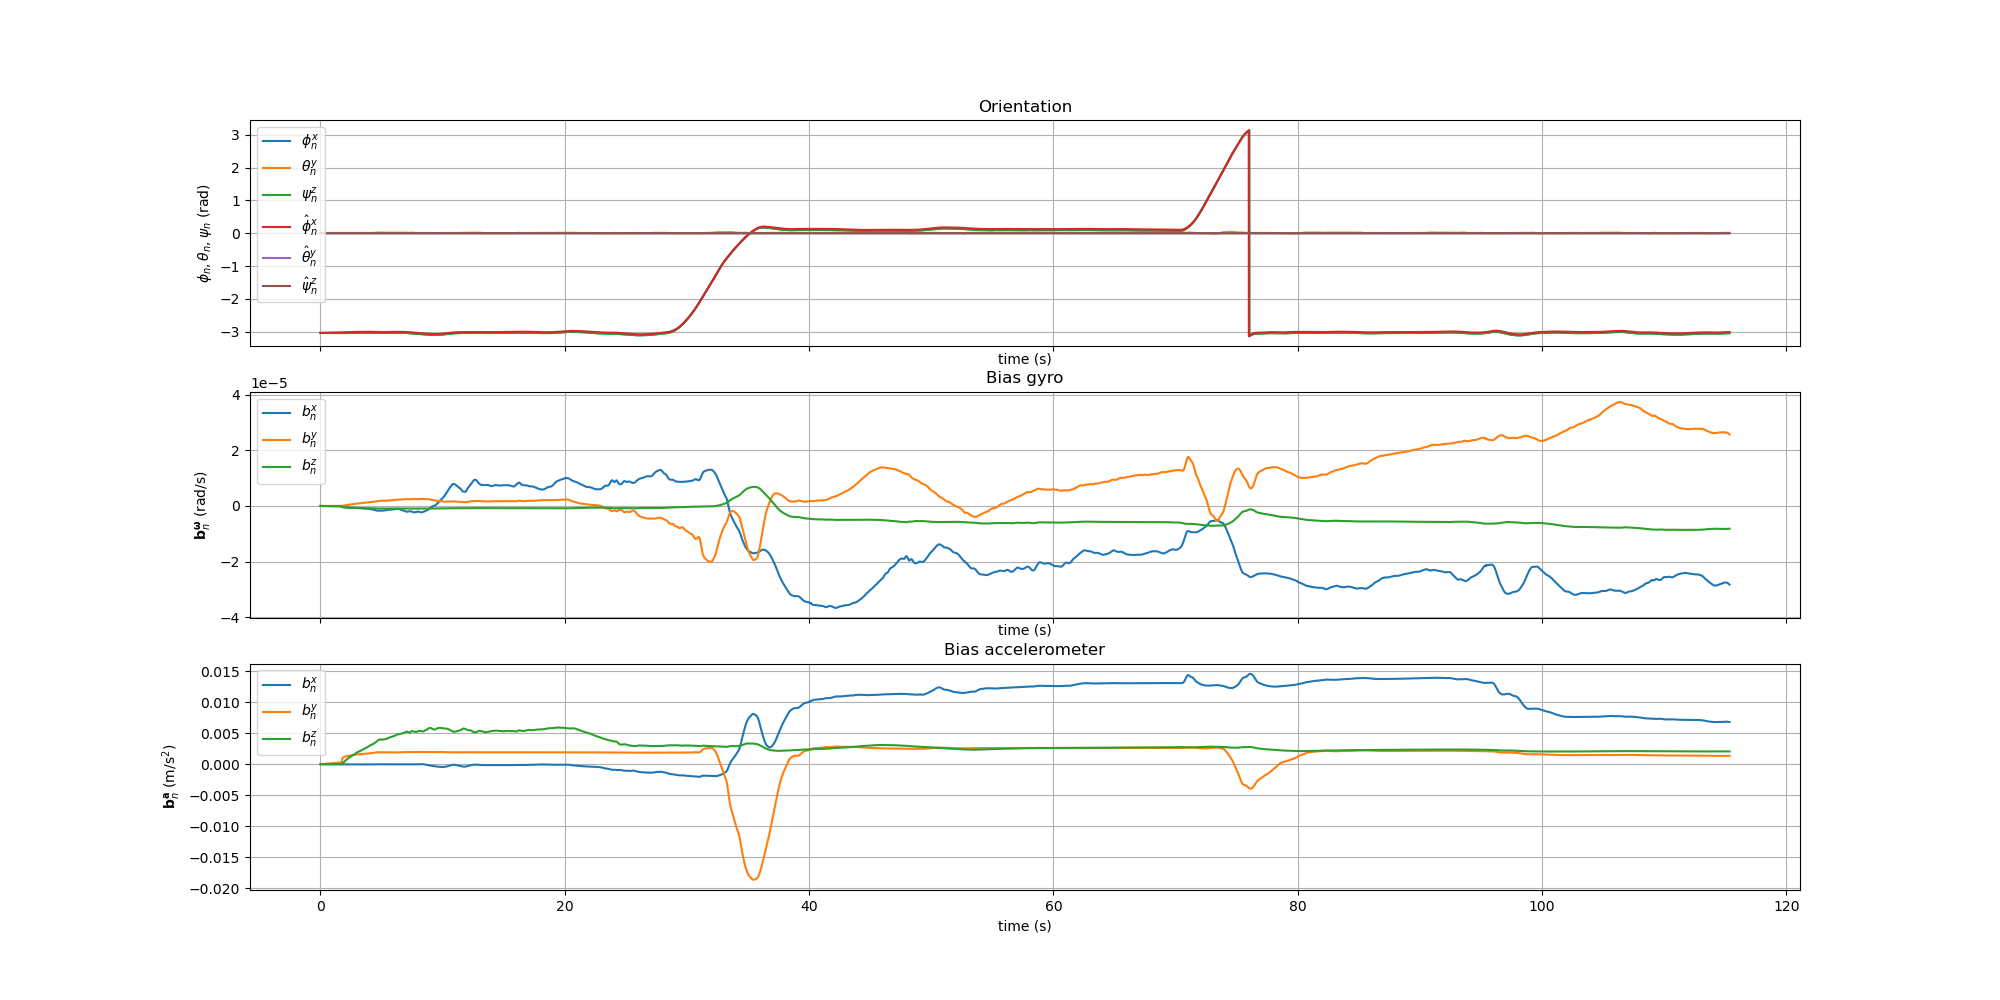 Orientation
3
2
1
0
−1
−2
−3
ϕₙ, θₙ, ψₙ (rad)
ϕₙˣ
θₙʸ
ψₙᶻ
ϕ̂ₙˣ
θ̂ₙʸ
ψ̂ₙᶻ
time (s)
Bias gyro
1e−5
4
2
0
−2
−4
𝐛ₙ^𝛚 (rad/s)
bₙˣ
bₙʸ
bₙᶻ
time (s)
Bias accelerometer
0.015
0.010
0.005
0.000
−0.005
−0.010
−0.015
−0.020
𝐛ₙ^𝐚 (m/s²)
bₙˣ
bₙʸ
bₙᶻ
0 20 40 60 80 100 120
time (s)